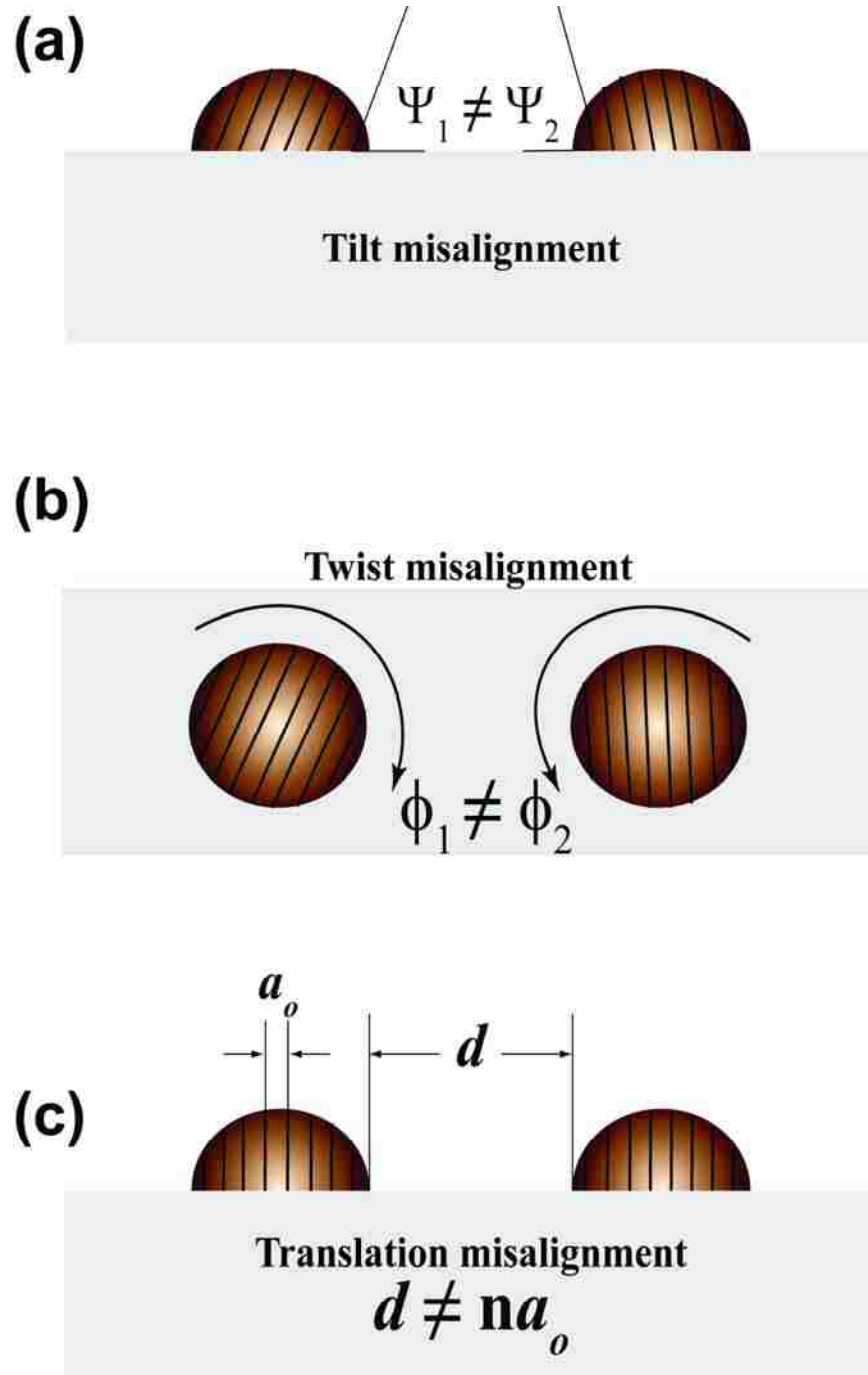 (a)
Ψ₁ ≠ Ψ₂
Tilt misalignment
(b)
Twist misalignment
ϕ₁ ≠ ϕ₂
aₒ
d
(c)
Translation misalignment
d ≠ naₒ